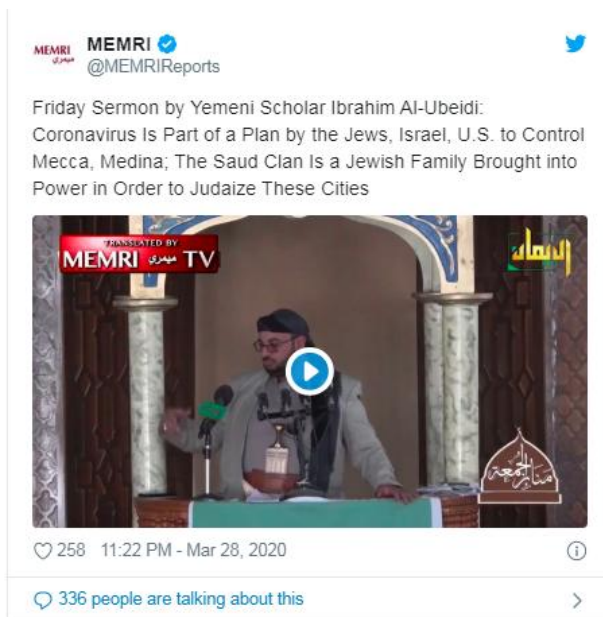 MEMRI
@MEMRIReports
MEMRI
ميمري
Friday Sermon by Yemeni Scholar Ibrahim Al-Ubeidi:
Coronavirus Is Part of a Plan by the Jews, Israel, U.S. to Control
Mecca, Medina; The Saud Clan Is a Jewish Family Brought into
Power in Order to Judaize These Cities
TRANSLATED BY
MEMRI ميمري TV
الإيمان
منابر الجمعة
258 11:22 PM - Mar 28, 2020
336 people are talking about this